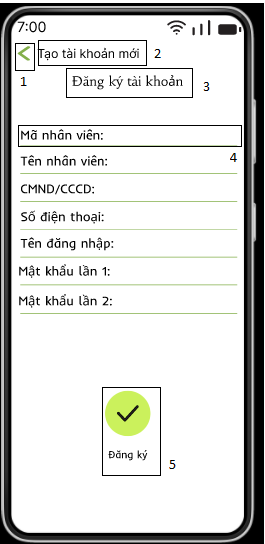 7:00
Tạo tài khoản mới 2
1 Đăng ký tài khoản 3
Mã nhân viên:
Tên nhân viên: 4
CMND/CCCD:
Số điện thoại:
Tên đăng nhập:
Mật khẩu lần 1:
Mật khẩu lần 2:
Đăng ký 5